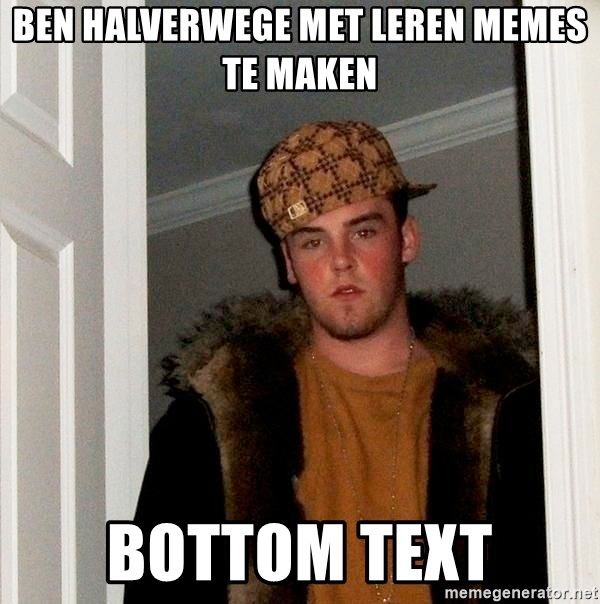 BEN HALVERWEGE MET LEREN MEMES
TE MAKEN
BOTTOM TEXT
memegenerator.net